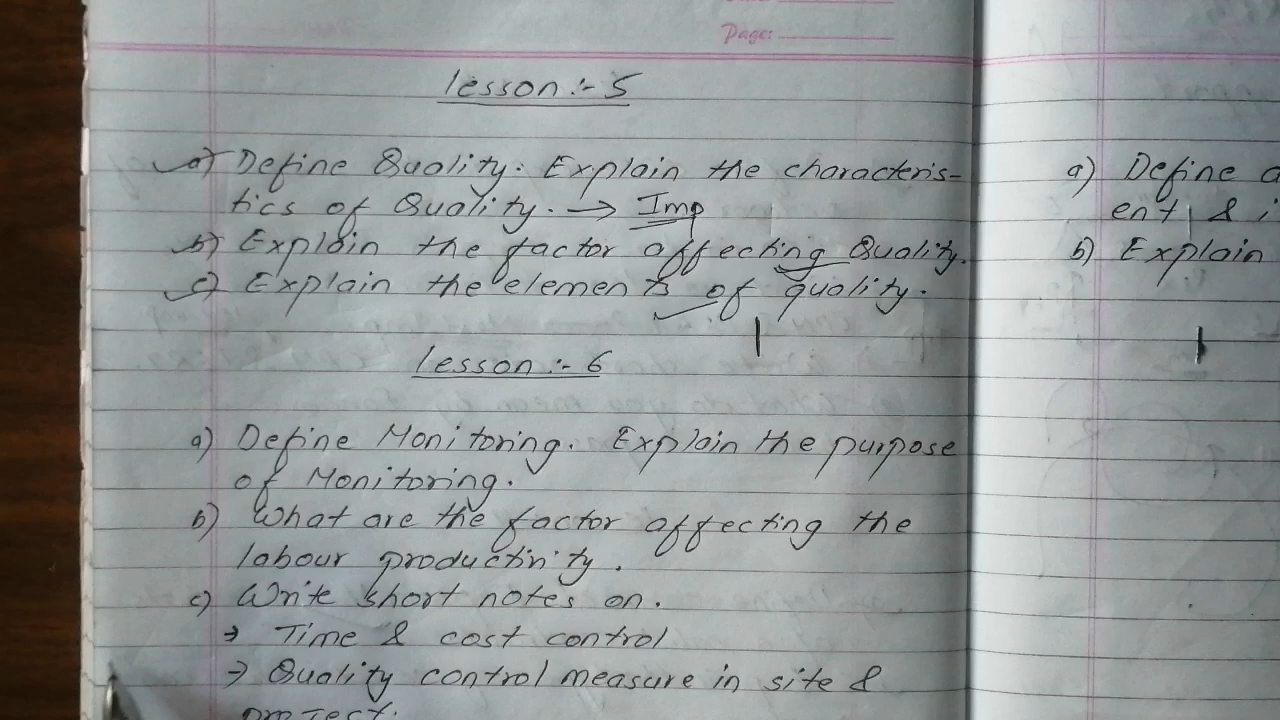 Page:
Lesson :- 5
a) Define Quality. Explain the characteris-
tics of Quality. → Imp
b) Explain the factor affecting Quality.
c) Explain the elements of quality.
Lesson :- 6
a) Define Monitoring. Explain the purpose
of Monitoring.
b) What are the factor affecting the
labour productivity.
c) Write short notes on.
→ Time & cost control
→ Quality control measure in site &
project.
a) Define
ent &
b) Explain